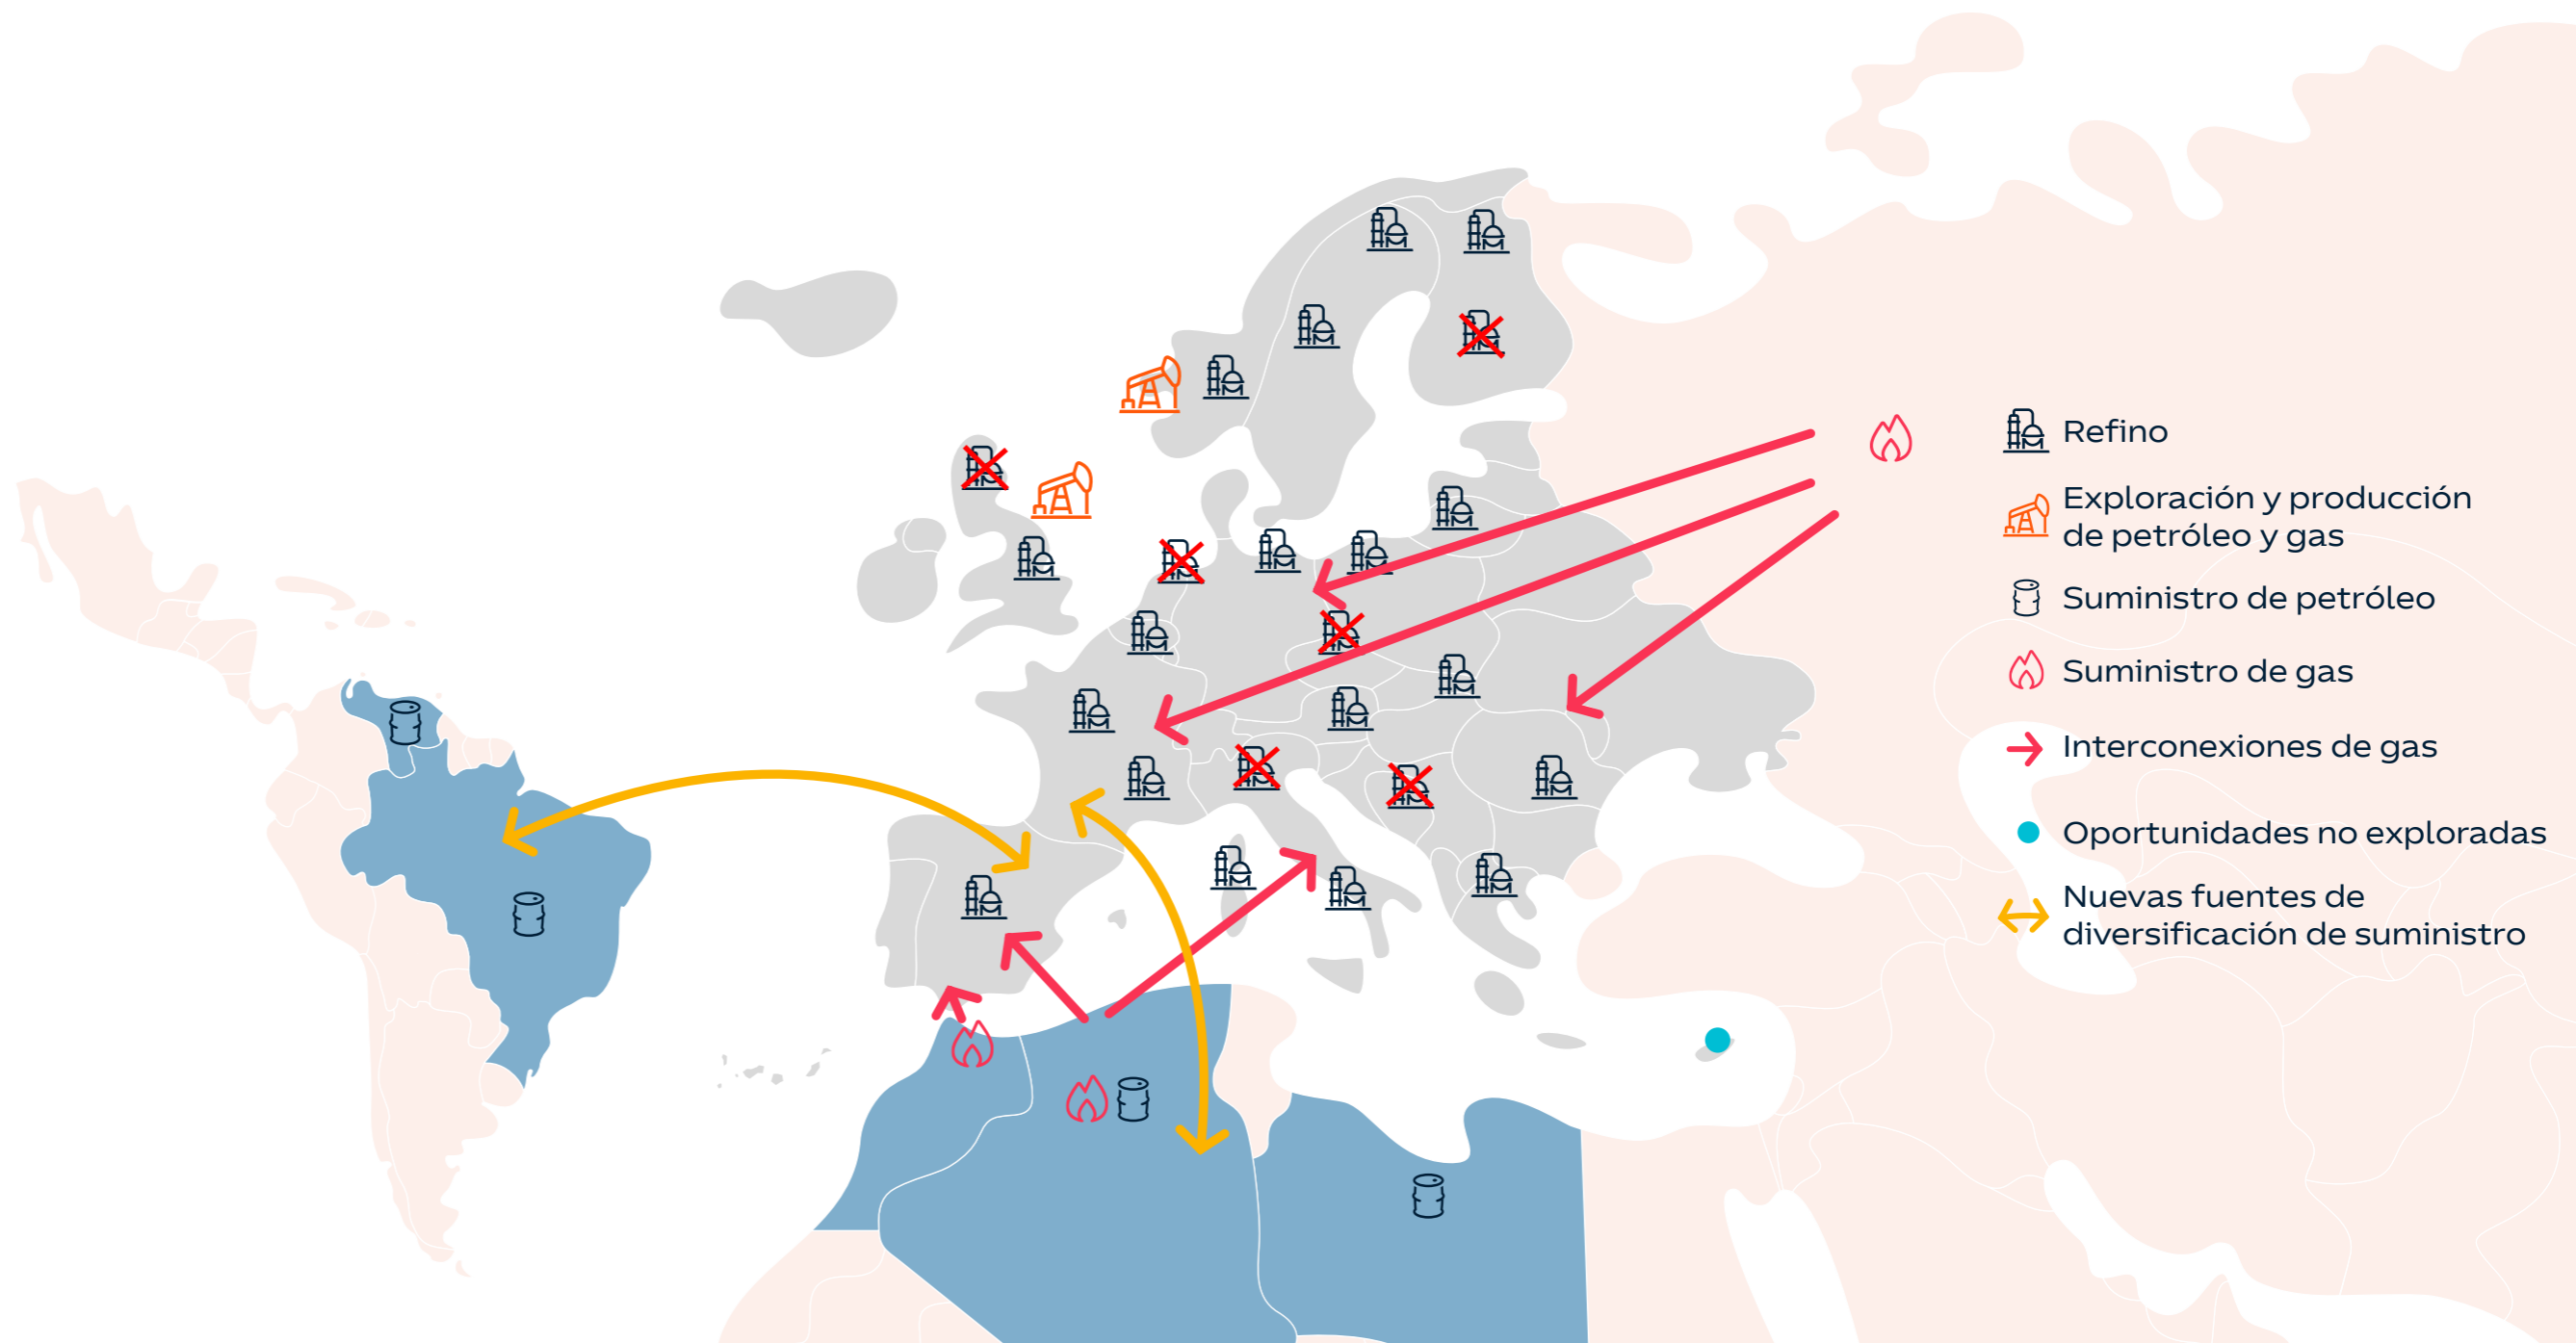 Refino
Exploración y producción
de petróleo y gas
Suministro de petróleo
Suministro de gas
Interconexiones de gas
Oportunidades no exploradas
Nuevas fuentes de
diversificación de suministro